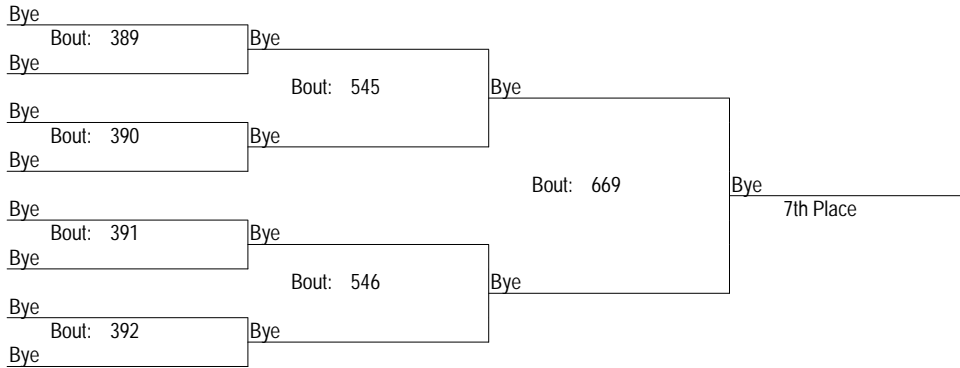 Bye
Bout: 389 Bye
Bye
Bout: 545 Bye
Bye
Bout: 390 Bye
Bye
Bout: 669 Bye
7th Place
Bye
Bout: 391 Bye
Bye
Bout: 546 Bye
Bye
Bout: 392 Bye
Bye